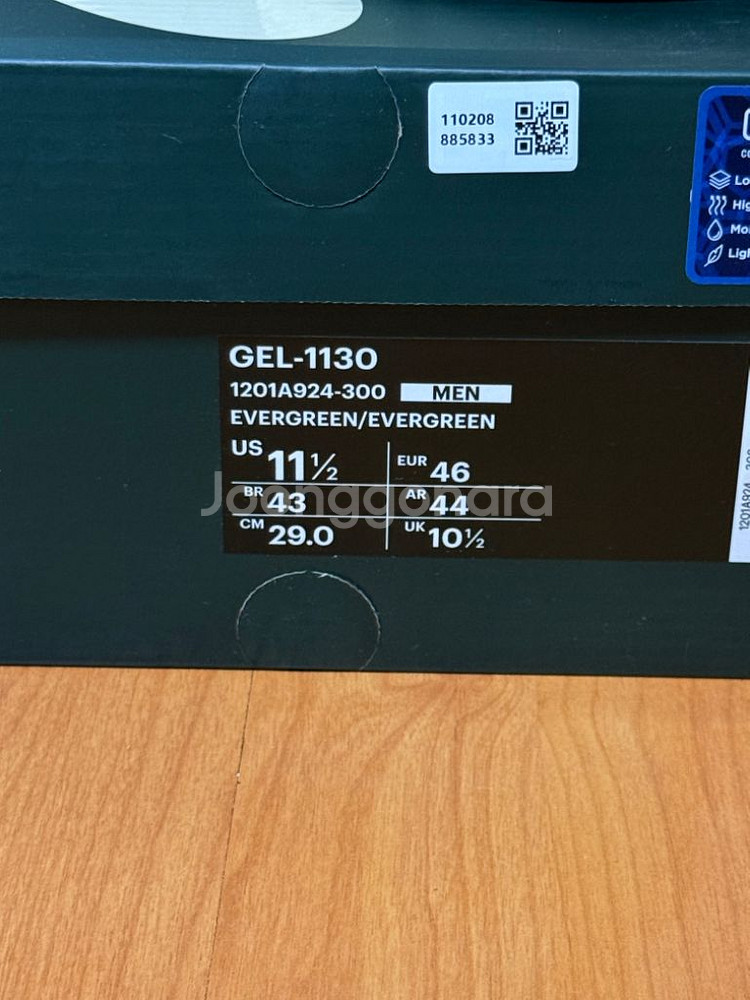 110208
885833
GEL-1130
1201A924-300 MEN
EVERGREEN/EVERGREEN
US 11½ EUR 46
BR 43 AR 44
CM 29.0 UK 10½
Joonggonara